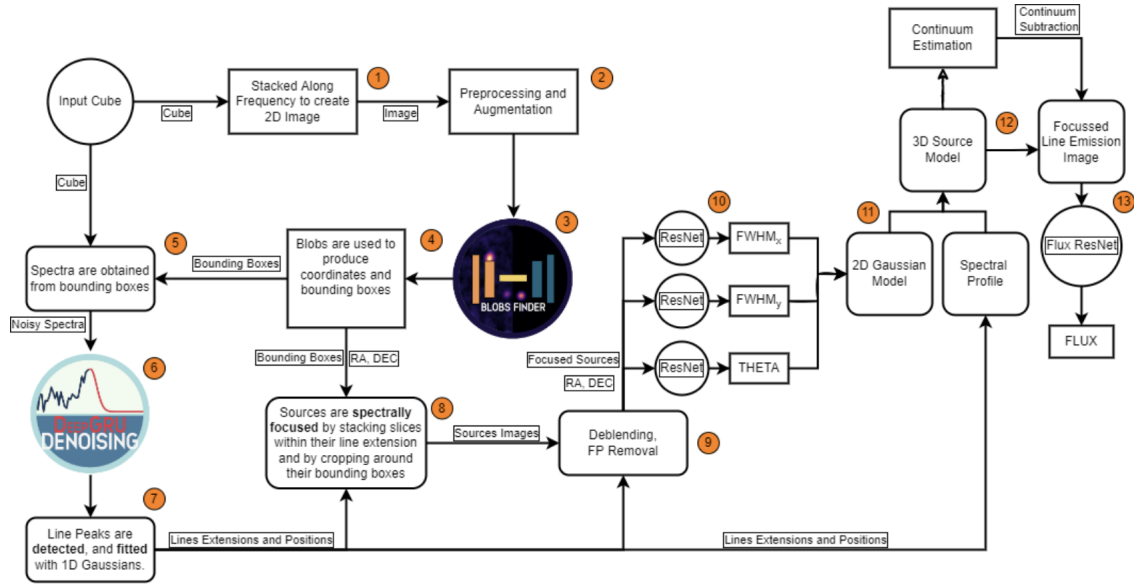 Input Cube
Cube
Stacked Along
Frequency to create
2D Image
1
Image
Preprocessing and
Augmentation
2
Cube
3
BLOBS FINDER
4
Blobs are used to
produce
coordinates and
bounding boxes
Bounding Boxes
5
Spectra are obtained
from bounding boxes
Noisy Spectra
6
DEEPGRU
DENOISING
7
Line Peaks are
detected, and fitted
with 1D Gaussians.
Bounding Boxes
RA, DEC
8
Sources are spectrally
focused by stacking slices
within their line extension
and by cropping around
their bounding boxes
Sources Images
Lines Extensions and Positions
Deblending,
FP Removal
9
Focused Sources
RA, DEC
10
ResNet
FWHMx
ResNet
FWHMy
ResNet
THETA
Lines Extensions and Positions
11
2D Gaussian
Model
Spectral
Profile
3D Source
Model
12
Continuum
Estimation
Continuum
Subtraction
Focussed
Line Emission
Image
13
Flux ResNet
FLUX